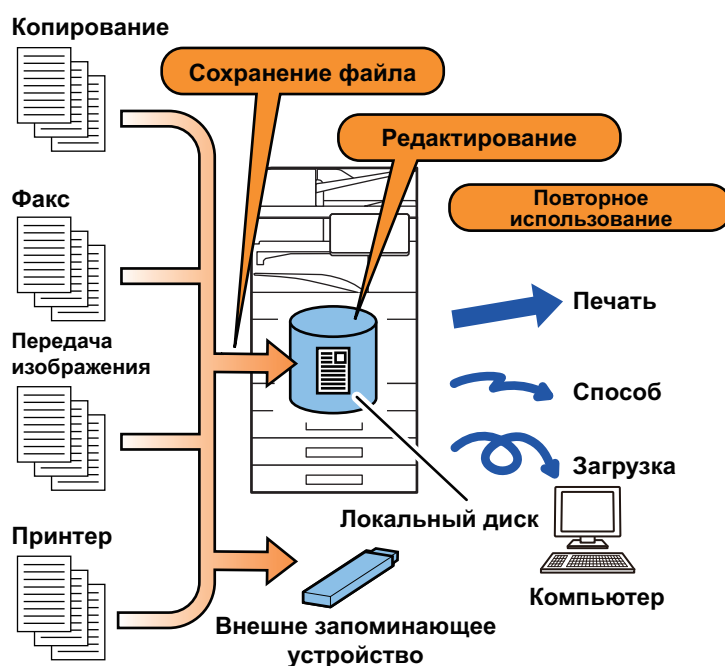 Копирование
Сохранение файла
Редактирование
Факс
Повторное
использование
Печать
Передача
изображения
Способ
Загрузка
Локальный диск
Принтер
Компьютер
Внешне запоминающее
устройство